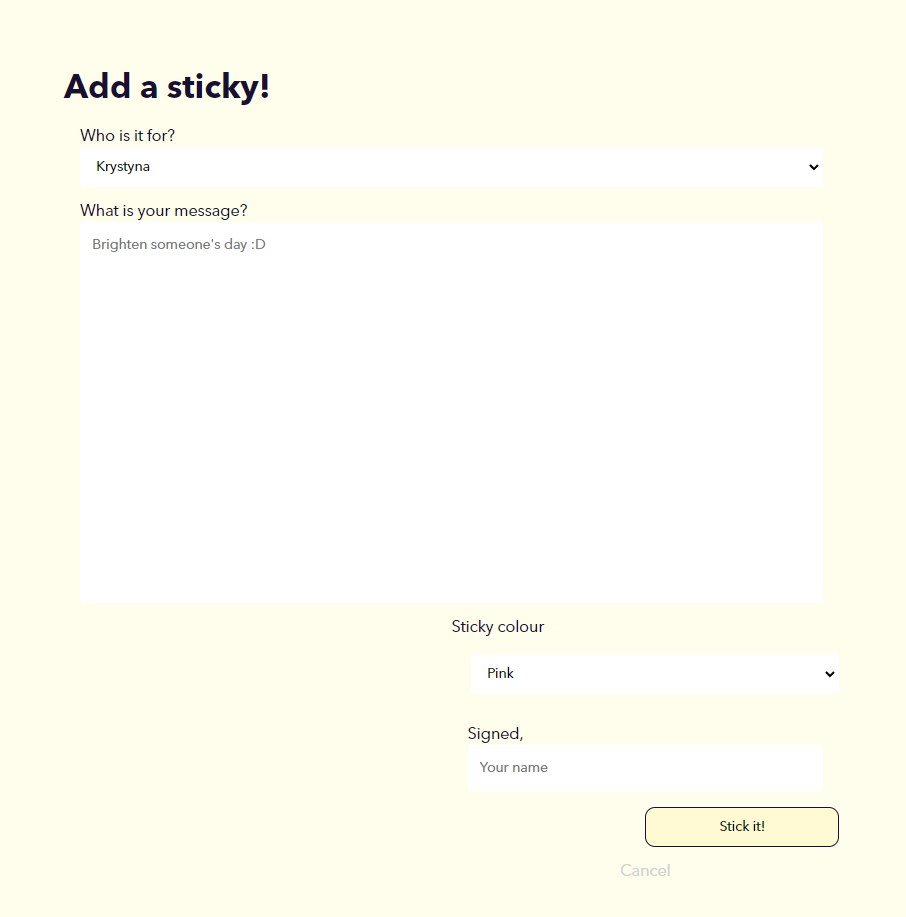 Add a sticky!
Who is it for?
Krystyna
What is your message?
Brighten someone's day :D
Sticky colour
Pink
Signed,
Your name
Stick it!
Cancel